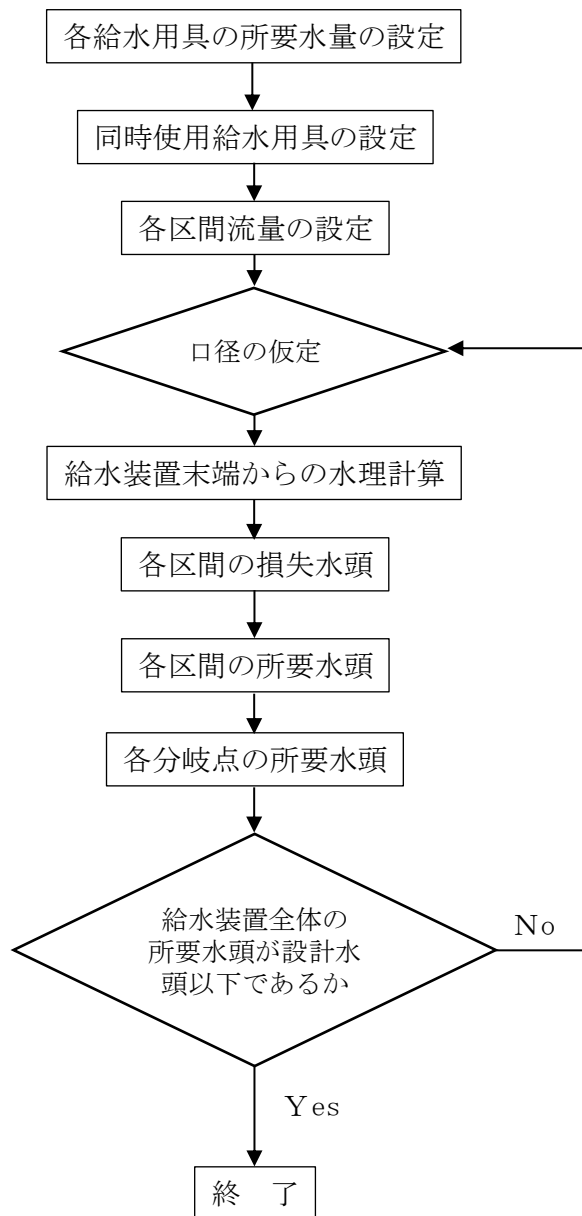 各給水用具の所要水量の設定
同時使用給水用具の設定
各区間流量の設定
口径の仮定
給水装置末端からの水理計算
各区間の損失水頭
各区間の所要水頭
各分岐点の所要水頭
給水装置全体の
所要水頭が設計水
頭以下であるか
No
Yes
終　了